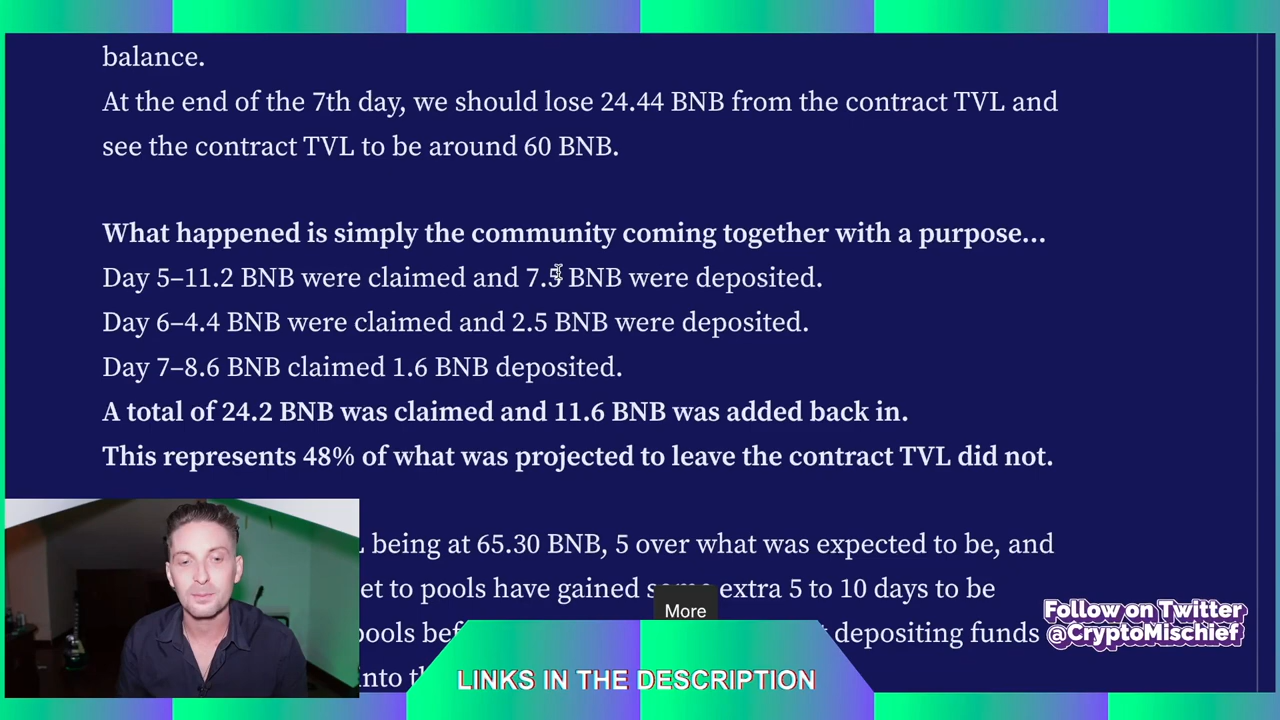 balance.
At the end of the 7th day, we should lose 24.44 BNB from the contract TVL and
see the contract TVL to be around 60 BNB.
What happened is simply the community coming together with a purpose…
Day 5–11.2 BNB were claimed and 7.5 BNB were deposited.
Day 6–4.4 BNB were claimed and 2.5 BNB were deposited.
Day 7–8.6 BNB claimed 1.6 BNB deposited.
A total of 24.2 BNB was claimed and 11.6 BNB was added back in.
This represents 48% of what was projected to leave the contract TVL did not.
being at 65.30 BNB, 5 over what was expected to be, and
to pools have gained extra 5 to 10 days to be
More
depositing funds
Follow on Twitter
@CryptoMischief
LINKS IN THE DESCRIPTION